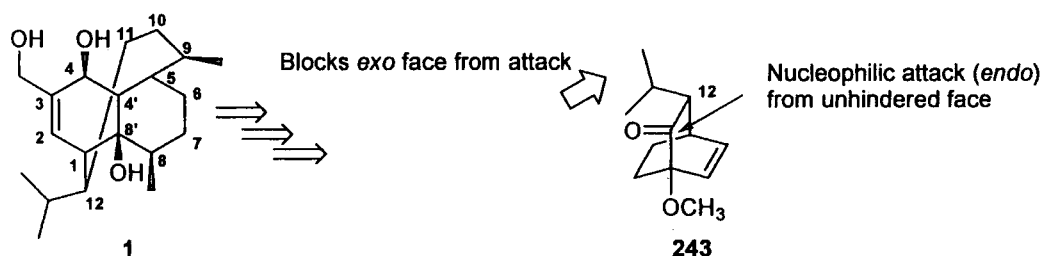 OH
OH
4
3
2
1
11
10
9
5
6
4'
8'
7
8
OH
12
1
Blocks exo face from attack
12
O
OCH3
243
Nucleophilic attack (endo)
from unhindered face